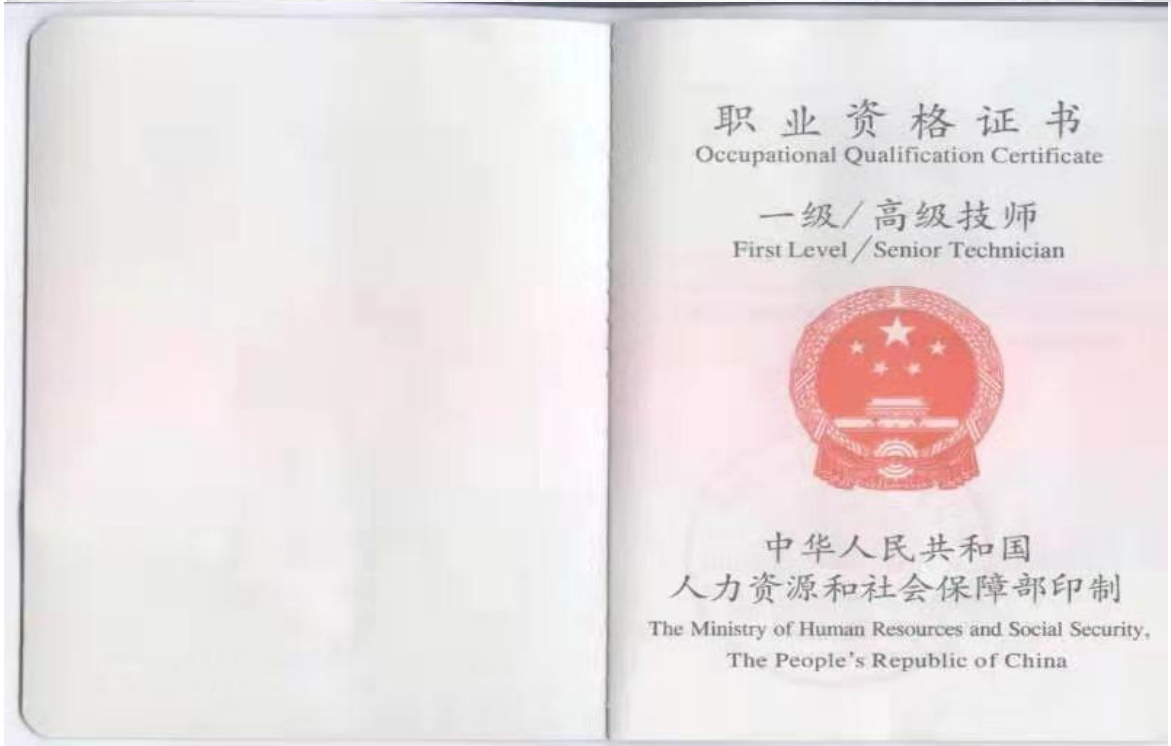 职业资格证书
Occupational Qualification Certificate
一级/高级技师
First Level/Senior Technician
中华人民共和国
人力资源和社会保障部印制
The Ministry of Human Resources and Social Security,
The People's Republic of China